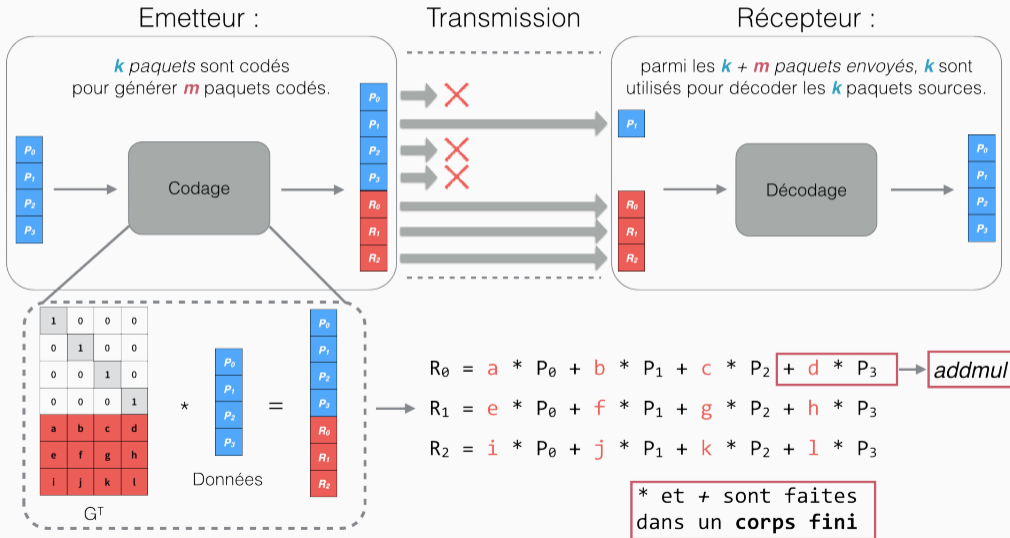 Emetteur :
Transmission
Récepteur :
k paquets sont codés
pour générer m paquets codés.
parmi les k + m paquets envoyés, k sont
utilisés pour décoder les k paquets sources.
P₀
P₁
P₂
P₃
Codage
P₀
P₁
P₂
P₃
R₀
R₁
R₂
P₁
R₀
R₁
R₂
Décodage
P₀
P₁
P₂
P₃
1 0 0 0
0 1 0 0
0 0 1 0
0 0 0 1
a b c d
e f g h
i j k l
Gᵀ
*
P₀
P₁
P₂
P₃
Données
=
P₀
P₁
P₂
P₃
R₀
R₁
R₂
R₀ = a * P₀ + b * P₁ + c * P₂ + d * P₃
addmul
R₁ = e * P₀ + f * P₁ + g * P₂ + h * P₃
R₂ = i * P₀ + j * P₁ + k * P₂ + l * P₃
* et + sont faites
dans un corps fini